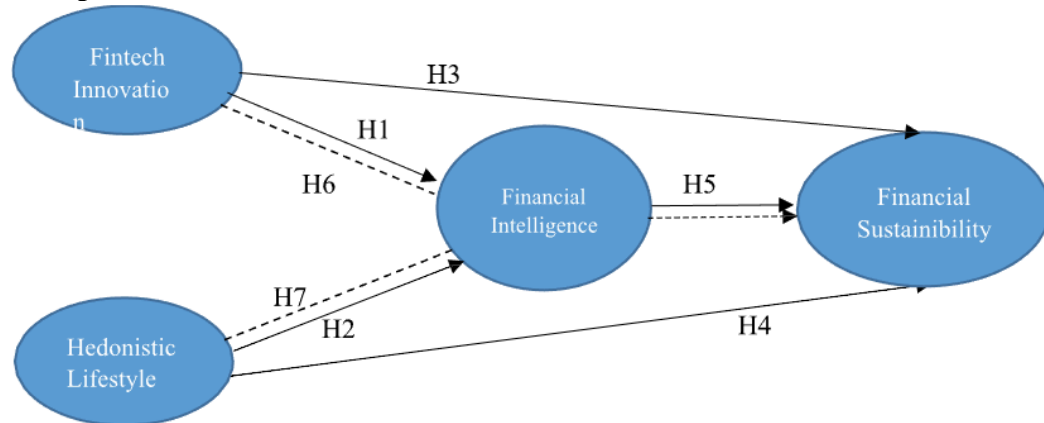 Fintech
Innovatio
n
H3
H1
H6
Financial
Intelligence
H5
Financial
Sustainibility
H7
H2
H4
Hedonistic
Lifestyle